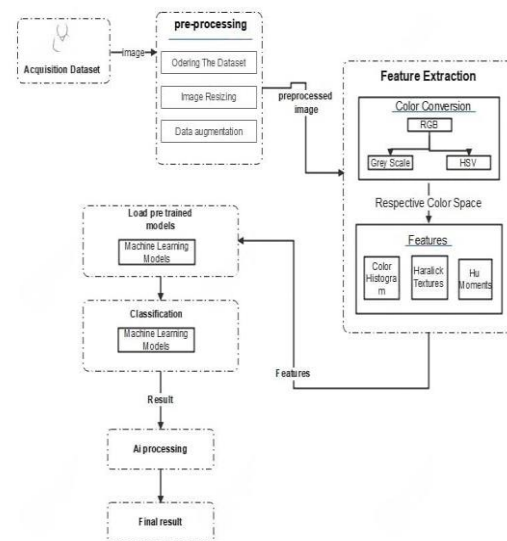 pre-processing
Acquisition Dataset
image
Odering The Dataset
Image Resizing
Data augmentation
preprocessed
image
Feature Extraction
Color Conversion
RGB
Grey Scale
HSV
Respective Color Space
Features
Color
Histogr
am
Haralick
Textures
Hu
Moments
Load pre trained
models
Machine Learning
Models
Classification
Machine Learning
Models
Features
Result
Ai processing
Final result